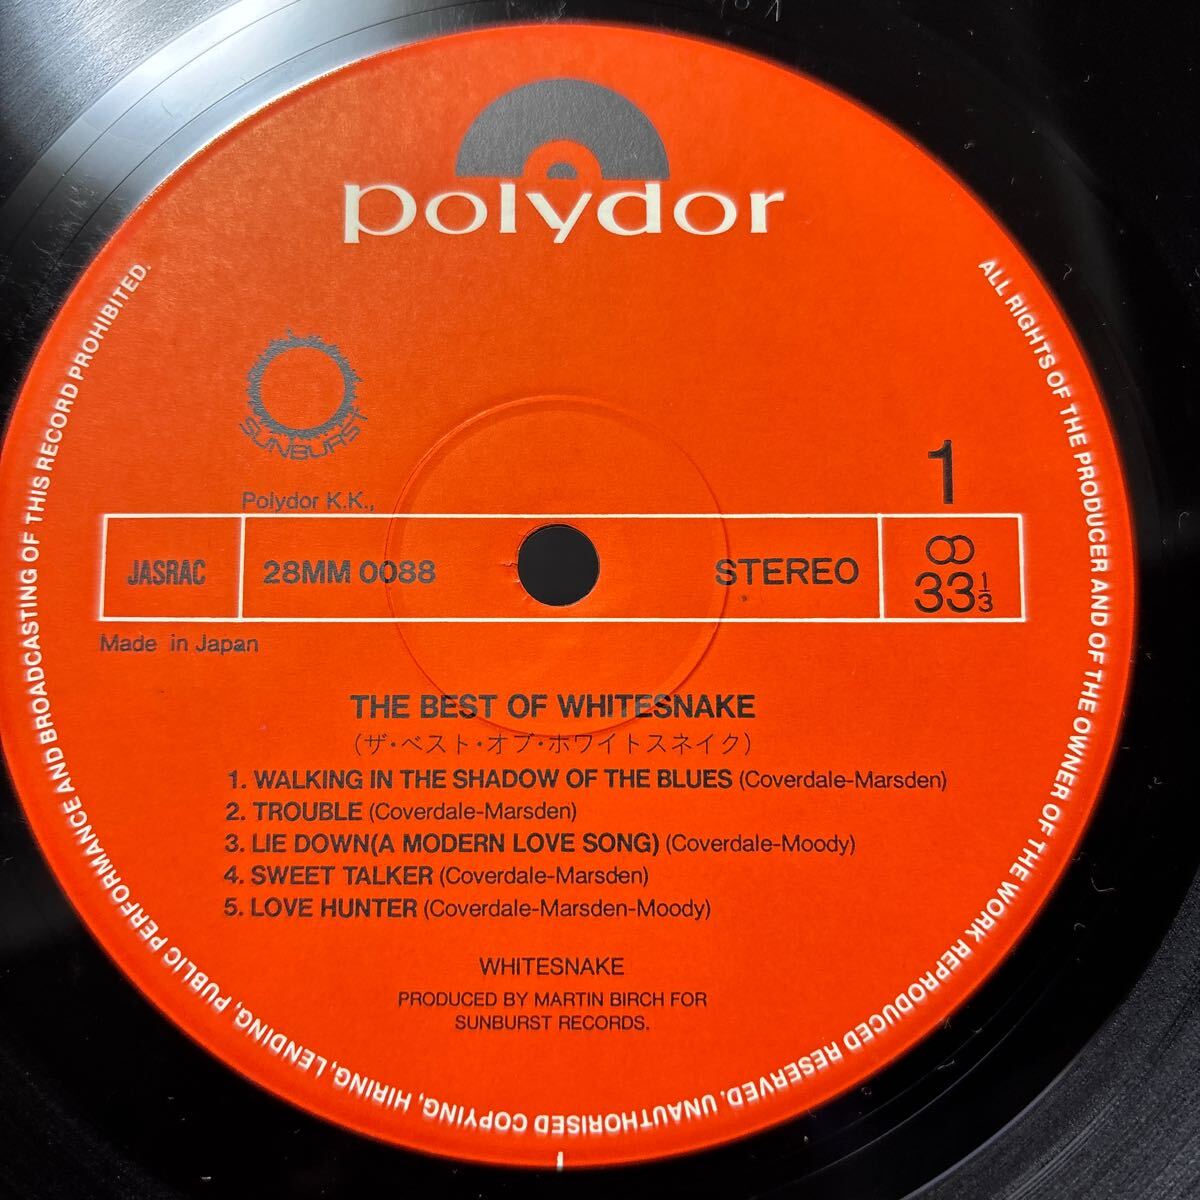 polydor
SUNBURST
Polydor K.K.,
1
JASRAC
28MM 0088
STEREO
33 1/3
Made in Japan
THE BEST OF WHITESNAKE
(ザ・ベスト・オブ・ホワイトスネイク)
1. WALKING IN THE SHADOW OF THE BLUES (Coverdale-Marsden)
2. TROUBLE (Coverdale-Marsden)
3. LIE DOWN(A MODERN LOVE SONG) (Coverdale-Moody)
4. SWEET TALKER (Coverdale-Marsden)
5. LOVE HUNTER (Coverdale-Marsden-Moody)
WHITESNAKE
PRODUCED BY MARTIN BIRCH FOR
SUNBURST RECORDS.
ALL RIGHTS OF THE PRODUCER AND OF THE OWNER OF THE WORK REPRODUCED RESERVED. UNAUTHORISED COPYING, HIRING, LENDING, PUBLIC PERFORMANCE AND BROADCASTING OF THIS RECORD PROHIBITED.